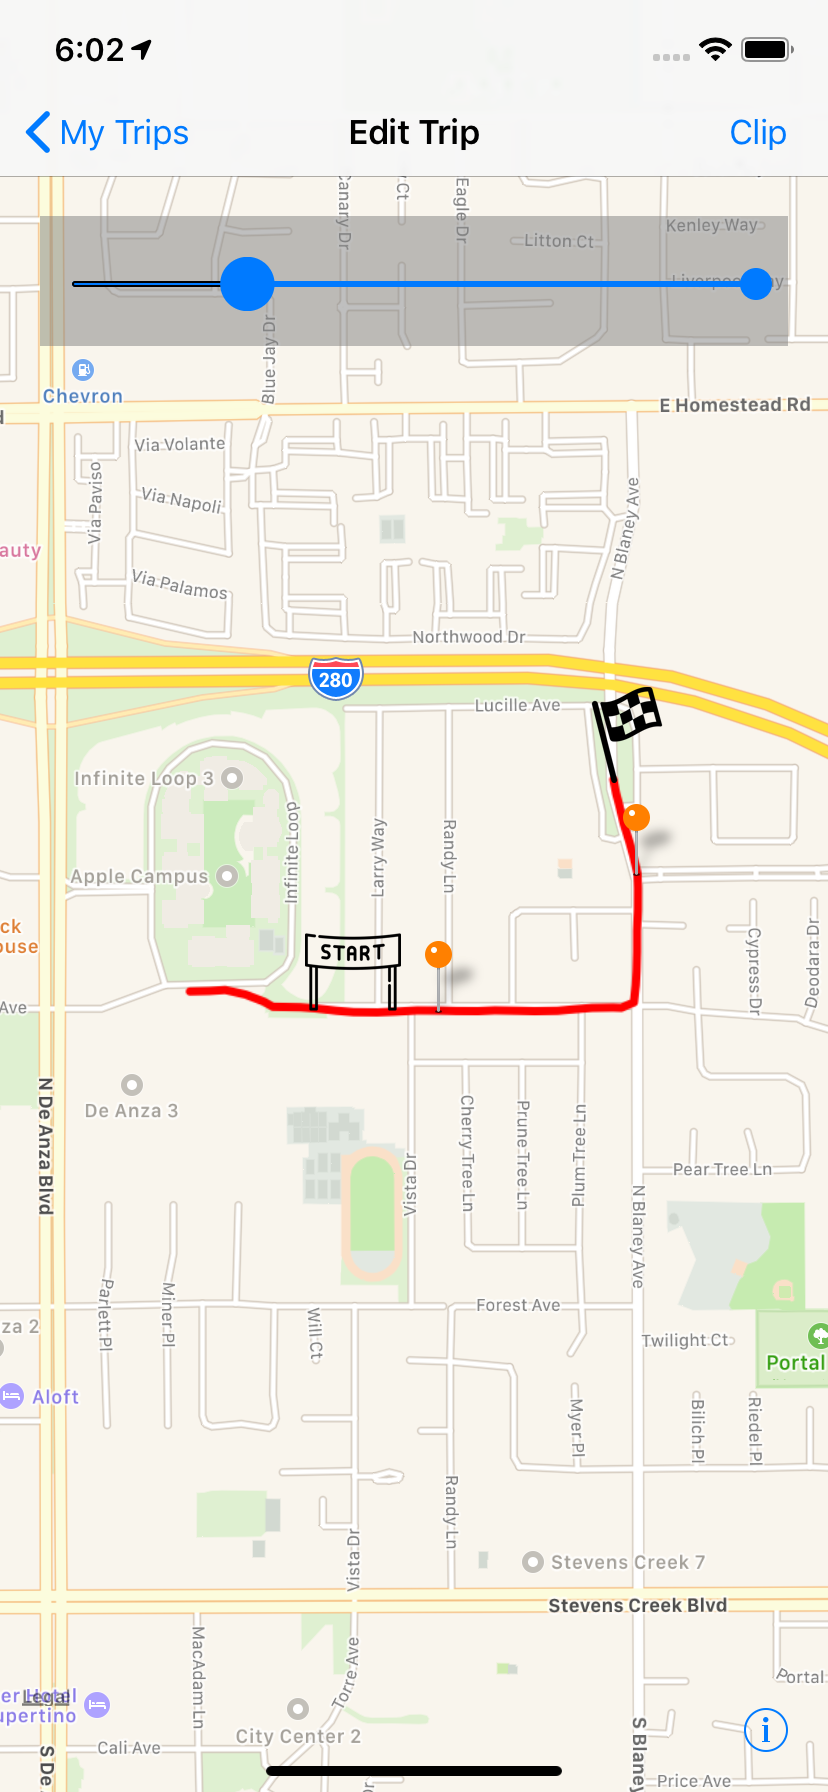 6:02
My Trips
Edit Trip
Clip
Canary Dr
Ct
Eagle Dr
Litton Ct
Kenley Way
Blue Jay Dr
Chevron
E Homestead Rd
Via Volante
Via Paviso
Via Napoli
Via Palamos
N Blaney Ave
Northwood Dr
280
Lucille Ave
Infinite Loop 3
Infinite Loop
Larry Way
Randy Ln
Apple Campus
START
Cypress Dr
Deodara Dr
Ave
De Anza 3
N De Anza Blvd
Cherry Tree Ln
Prune Tree Ln
Plum Tree Ln
Vista Dr
Pear Tree Ln
N Blaney Ave
Parlett Pl
Miner Pl
Will Ct
Forest Ave
Twilight Ct
za 2
Portal
Aloft
Myer Pl
Bilich Pl
Riedel Pl
Randy Ln
Vista Dr
Stevens Creek 7
Stevens Creek Blvd
MacAdam Ln
Torre Ave
Portal
er Hotel
Legal
upertino
City Center 2
Cali Ave
S De
S Blaney
Price Ave